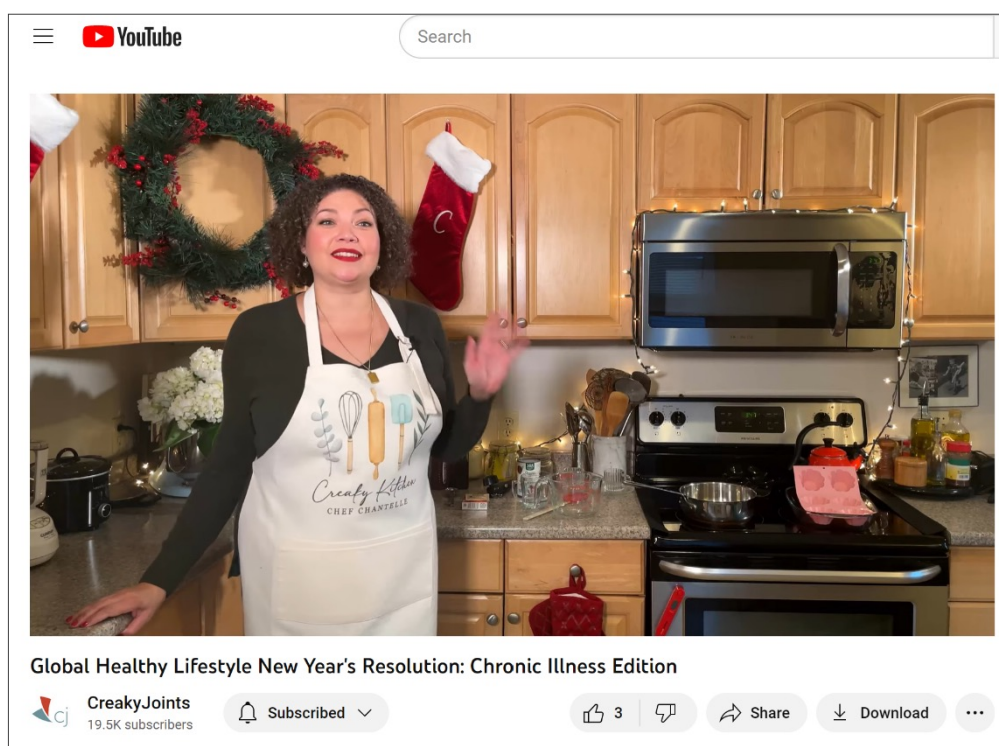 YouTube
Search
C
Creaky Kitchen
CHEF CHANTELLE
Global Healthy Lifestyle New Year's Resolution: Chronic Illness Edition
cj
CreakyJoints
19.5K subscribers
Subscribed
3
Share
Download